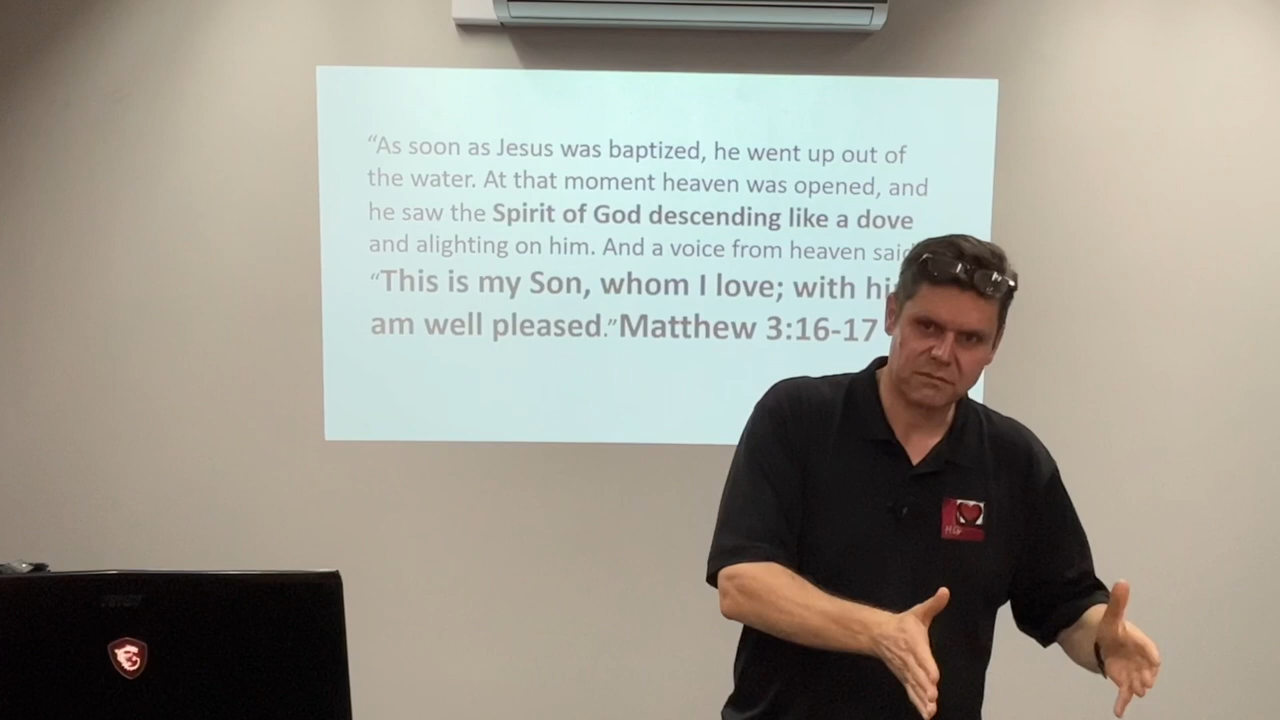 “As soon as Jesus was baptized, he went up out of
the water. At that moment heaven was opened, and
he saw the Spirit of God descending like a dove
and alighting on him. And a voice from heaven
“This is my Son, whom I love; with
am well pleased.”Matthew 3:16-17